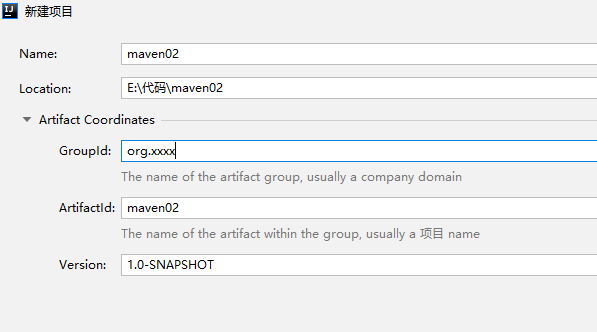 IJ 新建项目
Name: maven02
Location: E:\代码\maven02
Artifact Coordinates
GroupId: org.xxxx
The name of the artifact group, usually a company domain
ArtifactId: maven02
The name of the artifact within the group, usually a 项目 name
Version: 1.0-SNAPSHOT